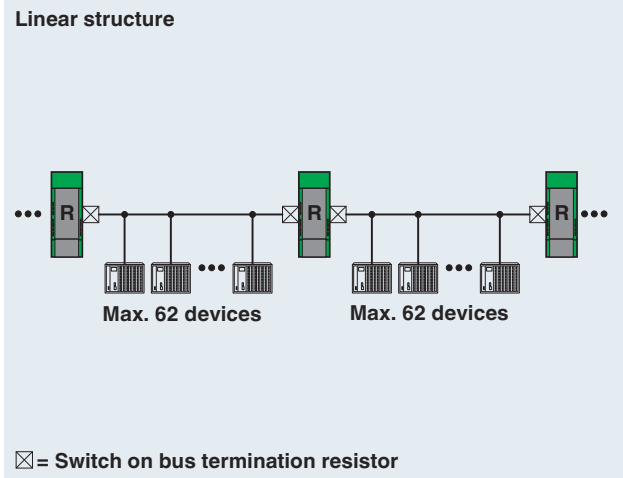 Linear structure
R R R
Max. 62 devices Max. 62 devices
☒ = Switch on bus termination resistor